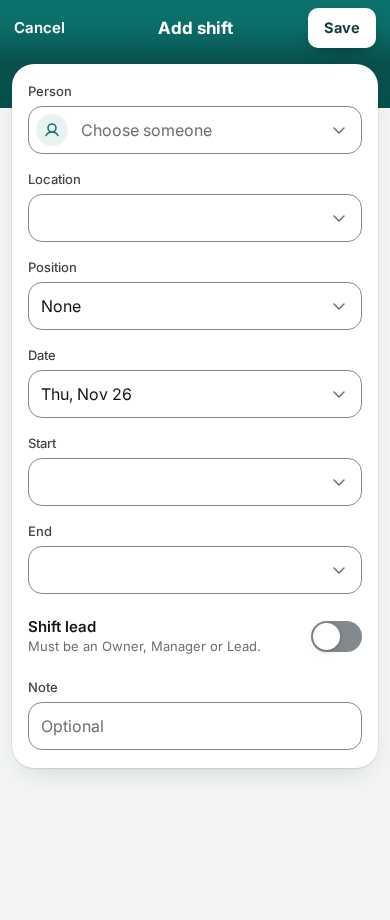 Cancel
Add shift
Save
Person
Choose someone
Location
Position
None
Date
Thu, Nov 26
Start
End
Shift lead
Must be an Owner, Manager or Lead.
Note
Optional